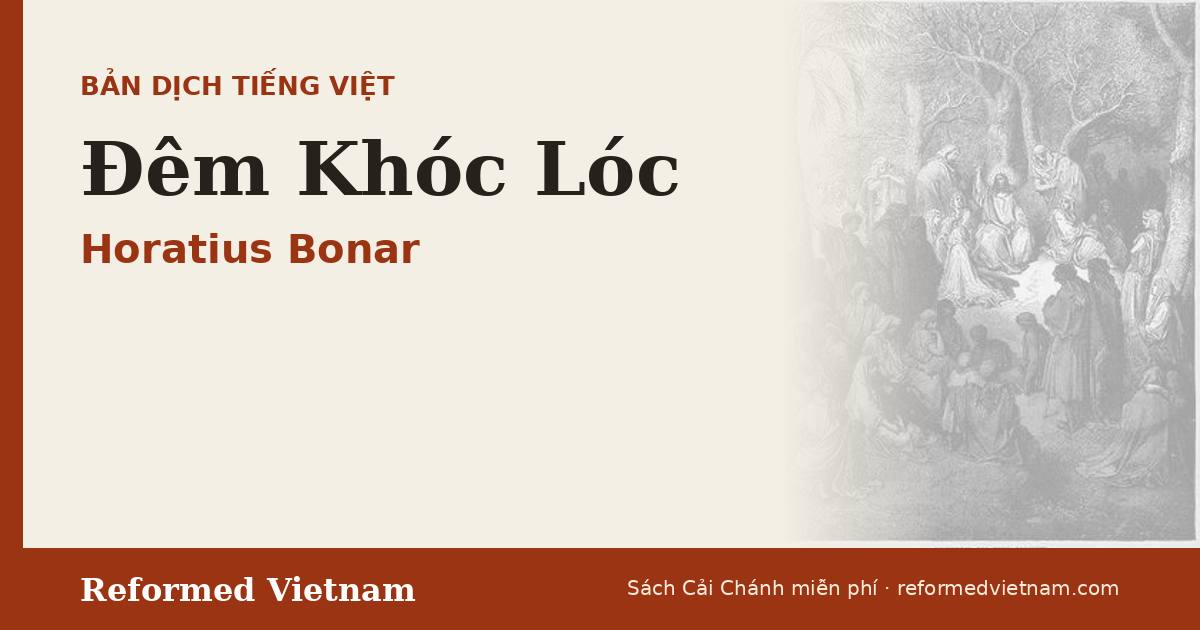 BẢN DỊCH TIẾNG VIỆT
Đêm Khóc Lóc
Horatius Bonar
Reformed Vietnam
Sách Cải Chánh miễn phí · reformedvietnam.com